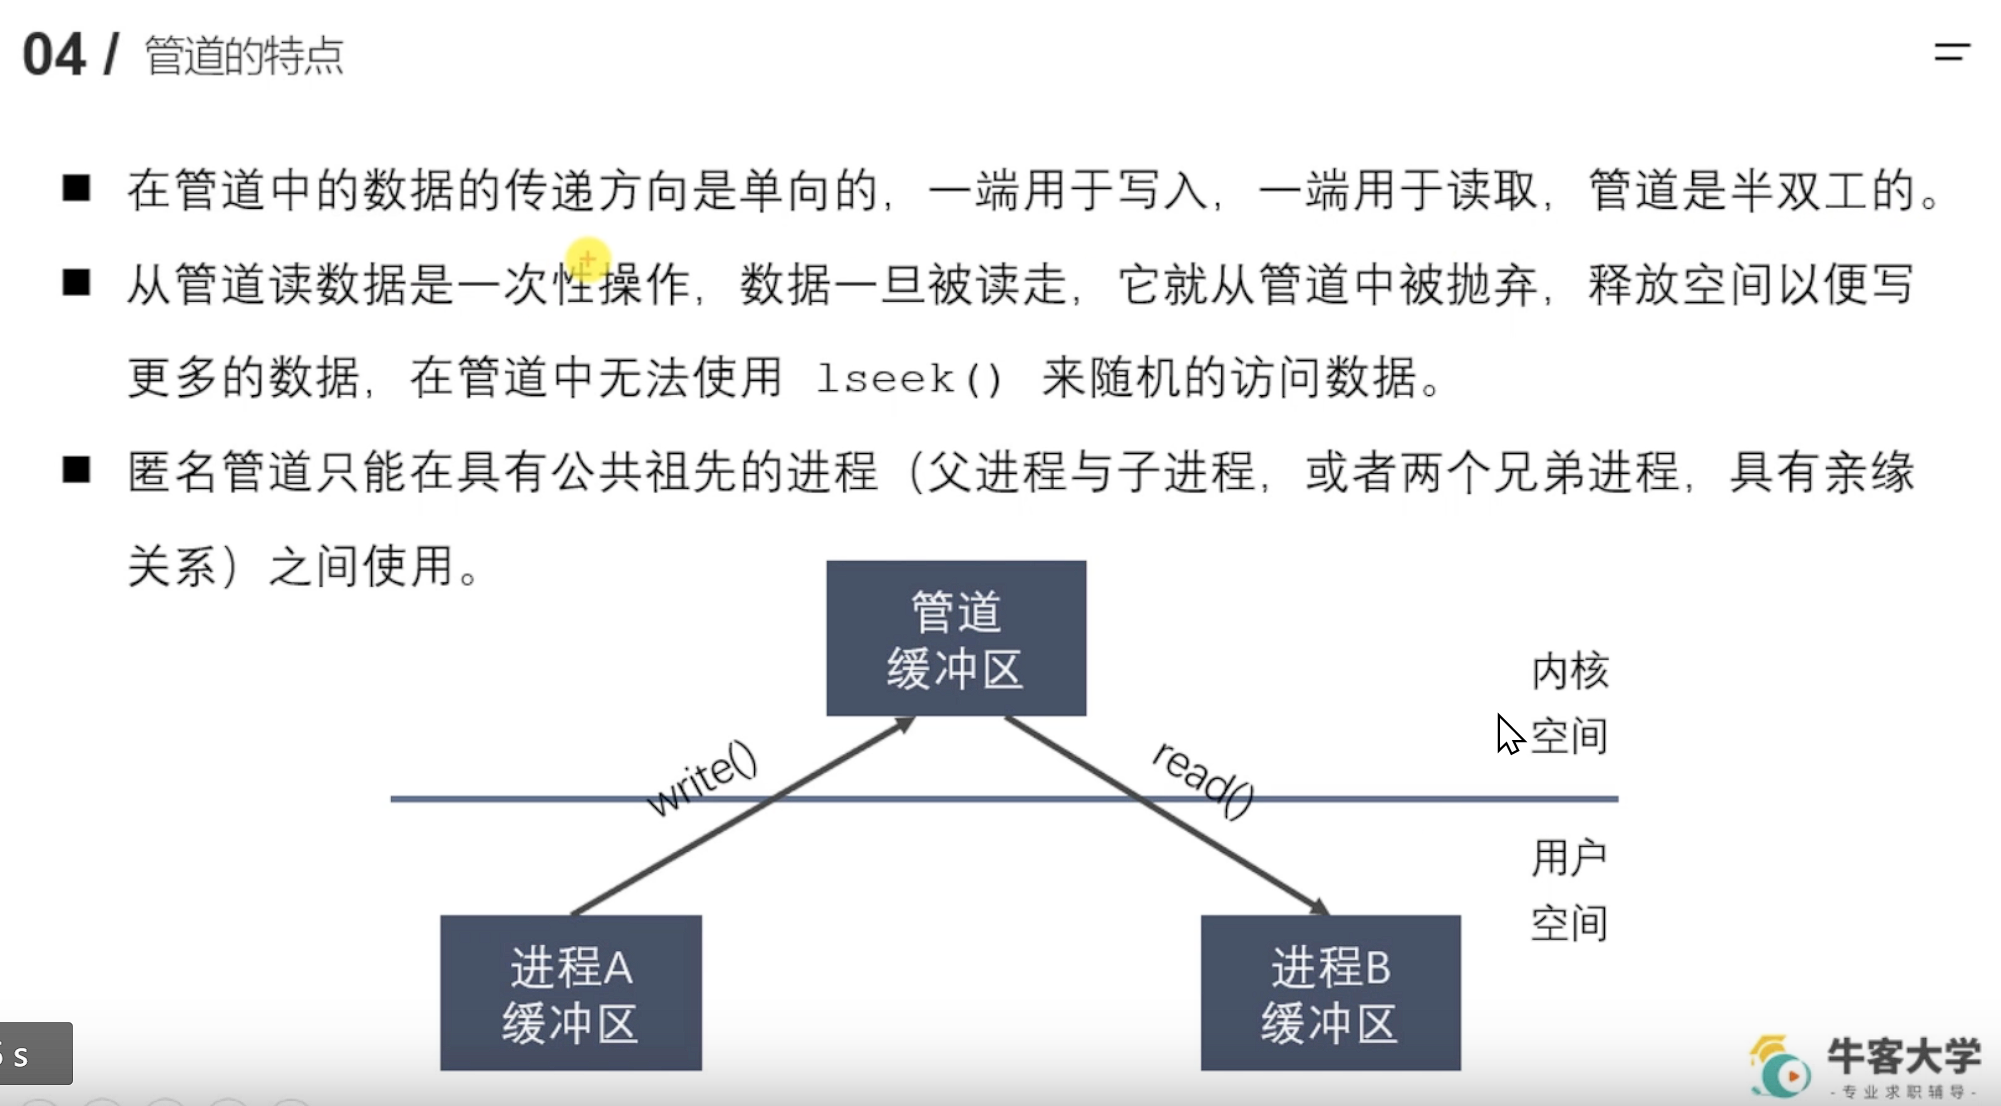 04 / 管道的特点
在管道中的数据的传递方向是单向的，一端用于写入，一端用于读取，管道是半双工的。
从管道读数据是一次性操作，数据一旦被读走，它就从管道中被抛弃，释放空间以便写
更多的数据，在管道中无法使用 lseek() 来随机的访问数据。
匿名管道只能在具有公共祖先的进程（父进程与子进程，或者两个兄弟进程，具有亲缘
关系）之间使用。
管道
缓冲区
内核
空间
write()
read()
用户
空间
进程A
缓冲区
进程B
缓冲区
s
牛客大学
-专业求职辅导-